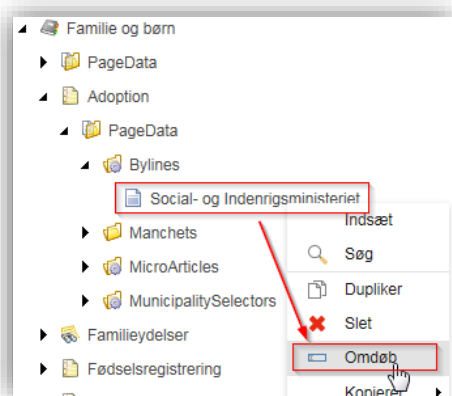 Familie og børn
PageData
Adoption
PageData
Bylines
Social- og Indenrigsministeriet
Indsæt
Manchets
Søg
MicroArticles
Dupliker
MunicipalitySelectors
Slet
Familieydelser
Omdøb
Fødselsregistrering
Kopierer